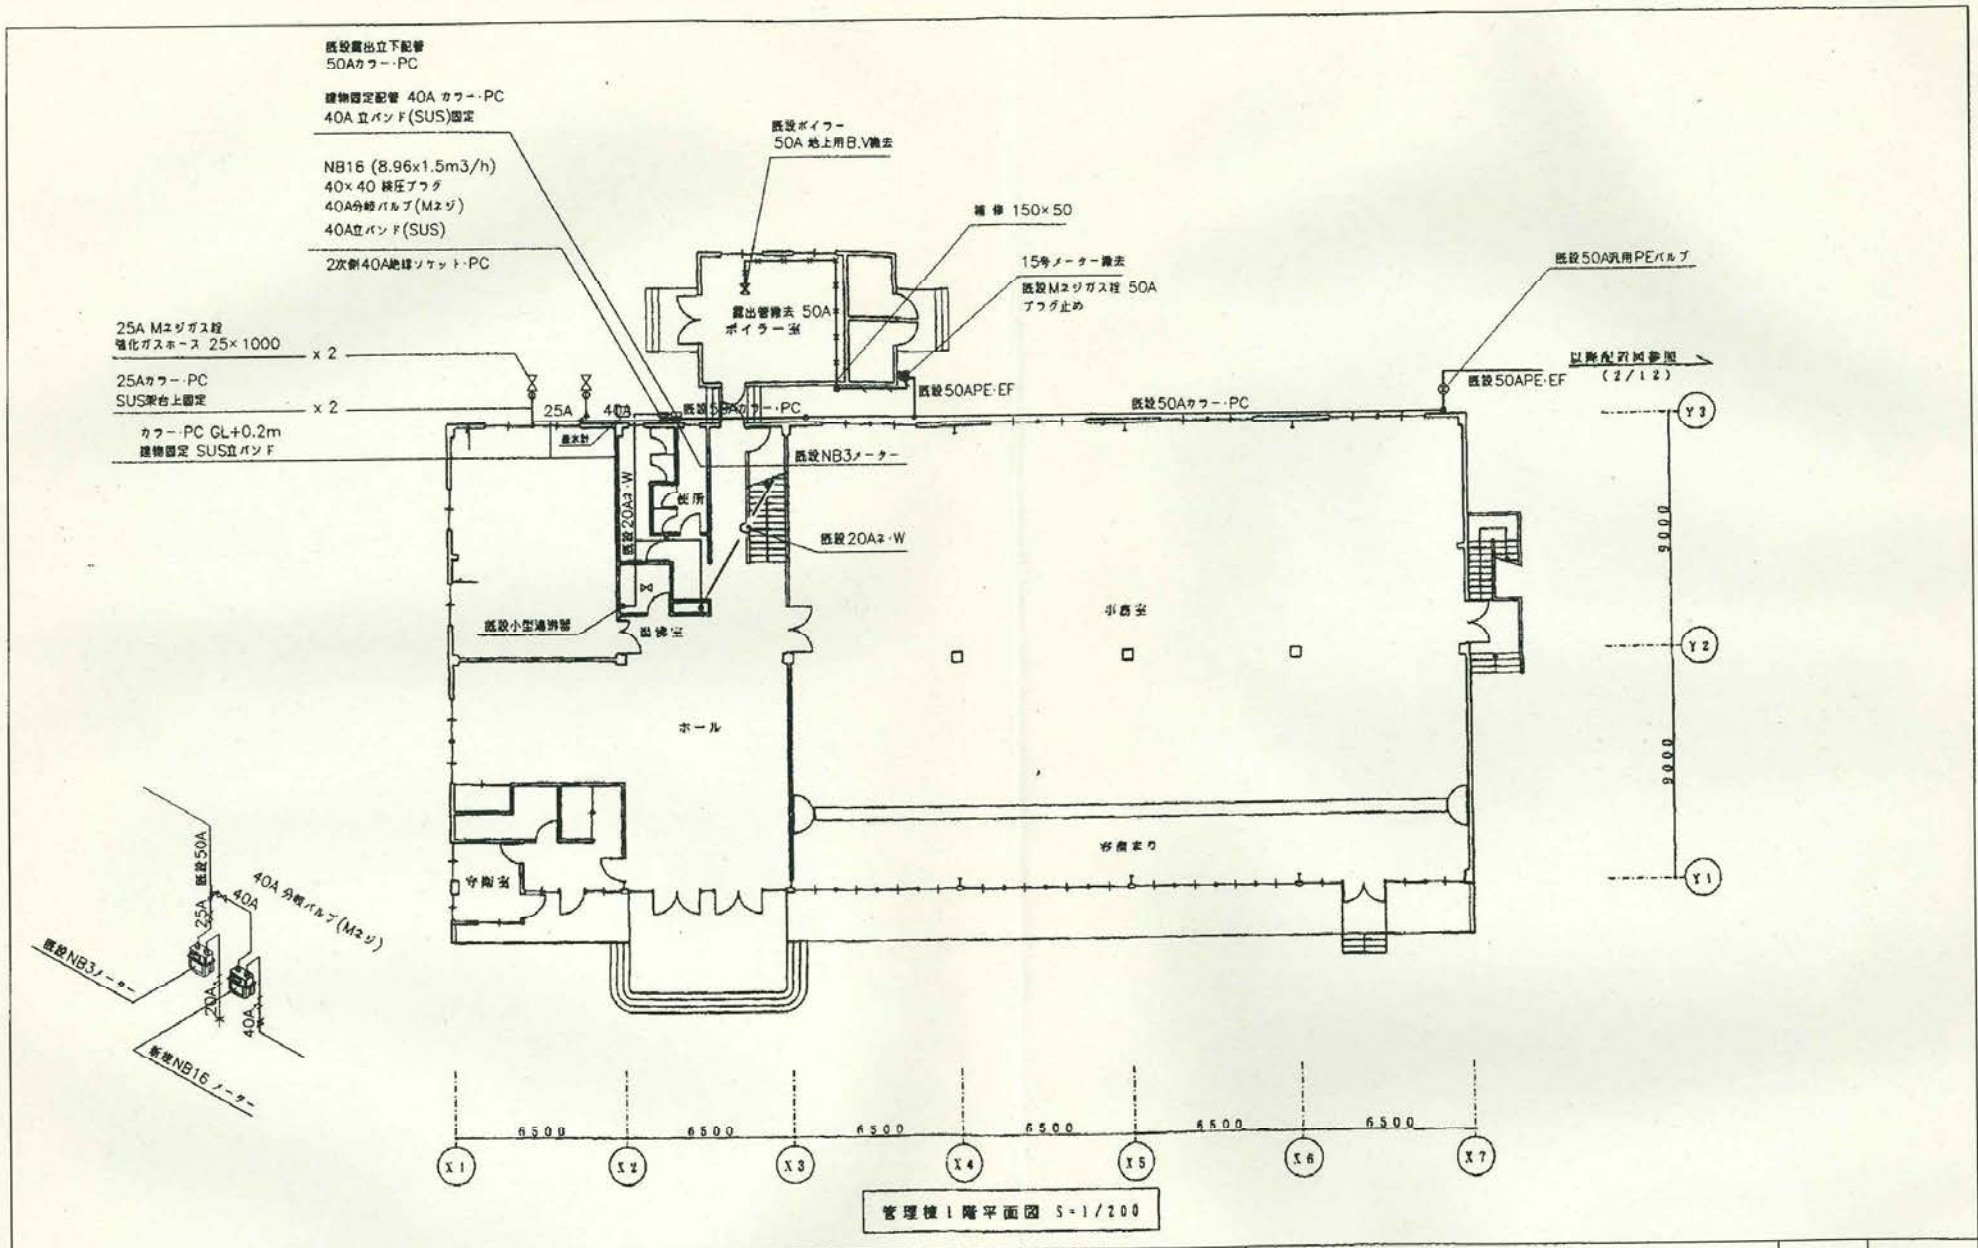 既設露出立下配管
50Aカラー・PC
建物固定配管 40A カラー・PC
40A 立バンド(SUS)固定
NB16 (8.96x1.5m3/h)
40×40 検圧プラグ
40A分岐バルブ(Mネジ)
40A立バンド(SUS)
2次側40A絶縁ソケット・PC
既設ボイラー
50A 地上用B.V撤去
補修 150×50
15号メーター撤去
既設Mネジガス栓 50A
プラグ止め
既設50A汎用PEバルブ
以降配置図参照
(2/12)
25A Mネジガス栓
強化ガスホース 25×1000
x 2
25Aカラー・PC
SUS架台上固定
x 2
カラー・PC GL+0.2m
建物固定 SUS立バンド
露出管撤去 50A
ボイラー室
25A
40A
既設50Aカラー・PC
既設50APE・EF
既設50Aカラー・PC
既設50APE・EF
既設NB3メーター
既設20Aネ・W
便所
既設20Aネ・W
既設小型湯沸器
湯沸室
事務室
ホール
守衛室
Y3
9000
Y2
9000
Y1
既設50A
25A
40A
40A 分岐バルブ(Mネジ)
既設NB3メーター
20A
40A
新規NB16 メーター
6500
6500
6500
6500
6500
6500
X1
X2
X3
X4
X5
X6
X7
管理棟1階平面図 S=1/200